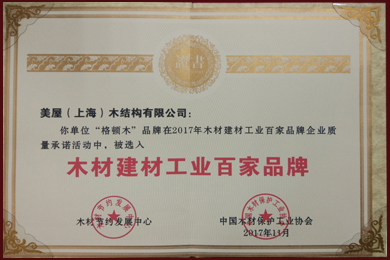 证书
美屋（上海）木结构有限公司：
你单位“格顿木”品牌在2017年木材建材工业百家品牌企业质
量承诺活动中，被选入
木材建材工业百家品牌
木材节约发展中心
中国木材保护工业协会
2017年11月